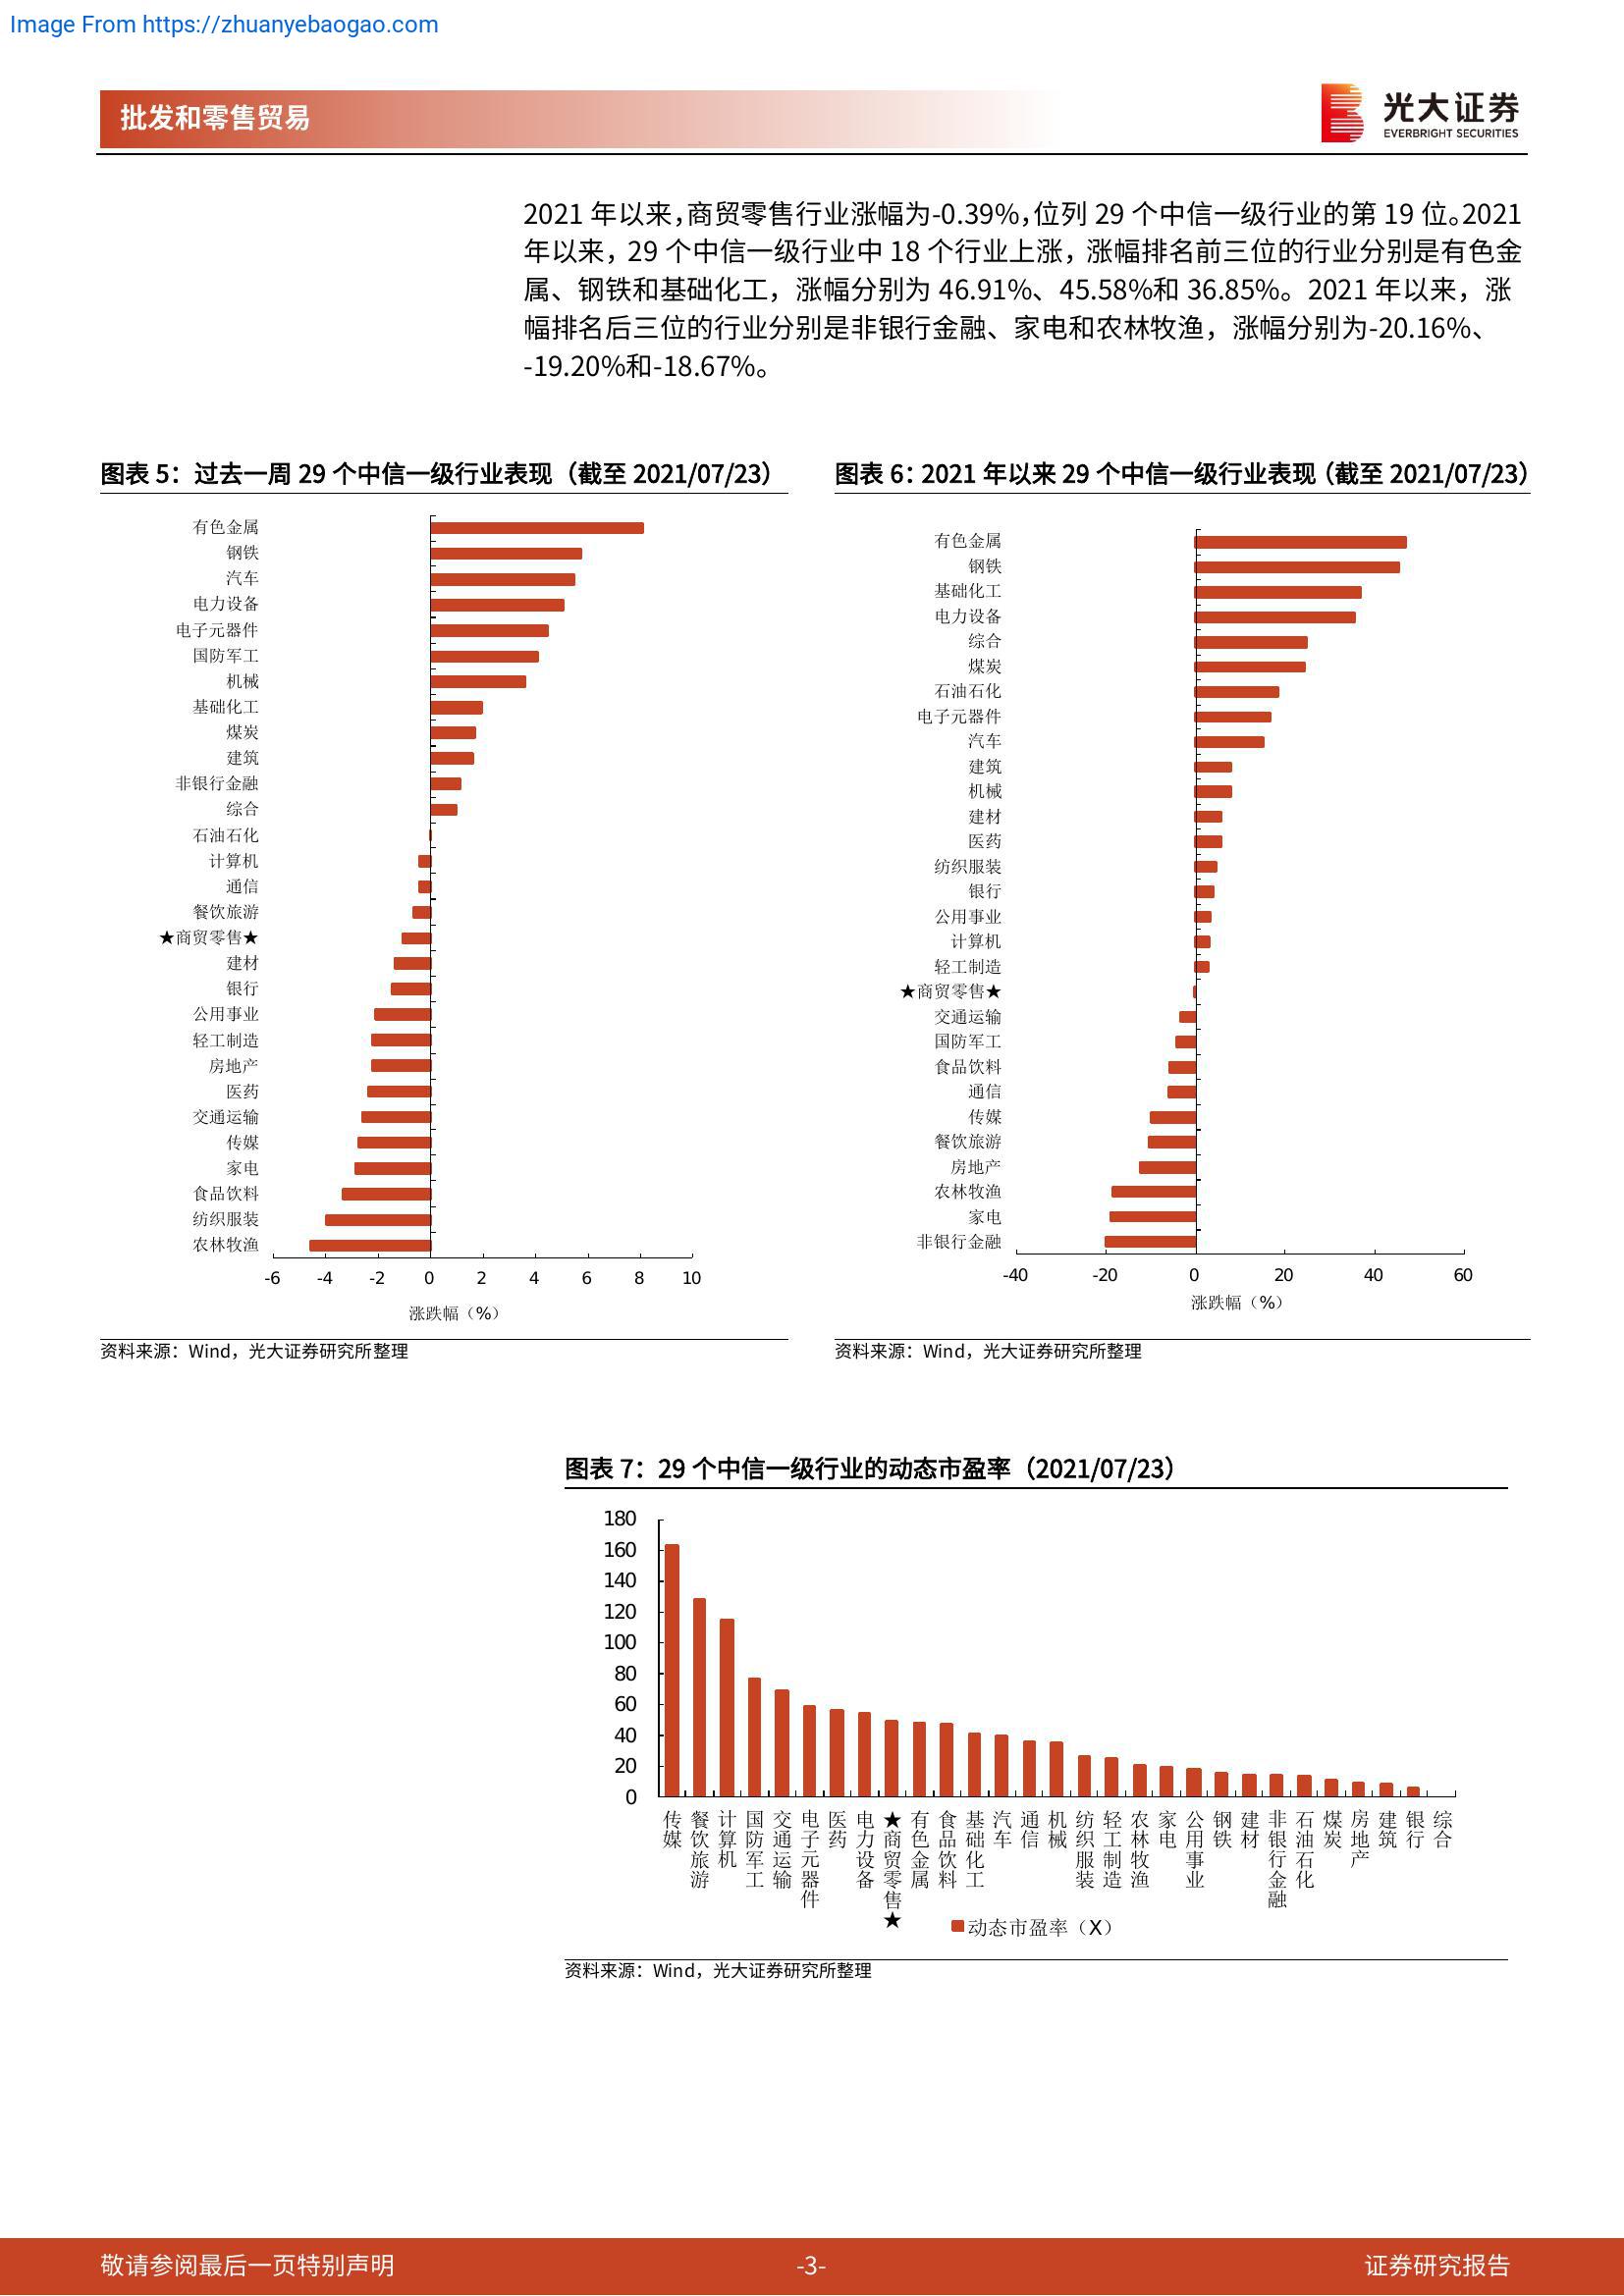 Image From https://zhuanyebaogao.com
批发和零售贸易
光大证券
EVERBRIGHT SECURITIES
2021 年以来，商贸零售行业涨幅为-0.39%，位列 29 个中信一级行业的第 19 位。2021
年以来，29 个中信一级行业中 18 个行业上涨，涨幅排名前三位的行业分别是有色金
属、钢铁和基础化工，涨幅分别为 46.91%、45.58%和 36.85%。2021 年以来，涨
幅排名后三位的行业分别是非银行金融、家电和农林牧渔，涨幅分别为-20.16%、
-19.20%和-18.67%。
图表 5：过去一周 29 个中信一级行业表现（截至 2021/07/23）
有色金属
钢铁
汽车
电力设备
电子元器件
国防军工
机械
基础化工
煤炭
建筑
非银行金融
综合
石油石化
计算机
通信
餐饮旅游
★商贸零售★
建材
银行
公用事业
轻工制造
房地产
医药
交通运输
传媒
家电
食品饮料
纺织服装
农林牧渔
-6 -4 -2 0 2 4 6 8 10
涨跌幅（%）
资料来源：Wind，光大证券研究所整理
图表 6：2021 年以来 29 个中信一级行业表现（截至 2021/07/23）
有色金属
钢铁
基础化工
电力设备
综合
煤炭
石油石化
电子元器件
汽车
建筑
机械
建材
医药
纺织服装
银行
公用事业
计算机
轻工制造
★商贸零售★
交通运输
国防军工
食品饮料
通信
传媒
餐饮旅游
房地产
农林牧渔
家电
非银行金融
-40 -20 0 20 40 60
涨跌幅（%）
资料来源：Wind，光大证券研究所整理
图表 7：29 个中信一级行业的动态市盈率（2021/07/23）
180
160
140
120
100
80
60
40
20
0
传媒
餐饮旅游
计算机
国防军工
交通运输
电子元器件
医药
电力设备
★商贸零售★
有色金属
食品饮料
基础化工
汽车
通信
机械
纺织服装
轻工制造
农林牧渔
家电
公用事业
钢铁
建材
非银行金融
石油石化
煤炭
房地产
建筑
银行
综合
动态市盈率（X）
资料来源：Wind，光大证券研究所整理
敬请参阅最后一页特别声明
-3-
证券研究报告